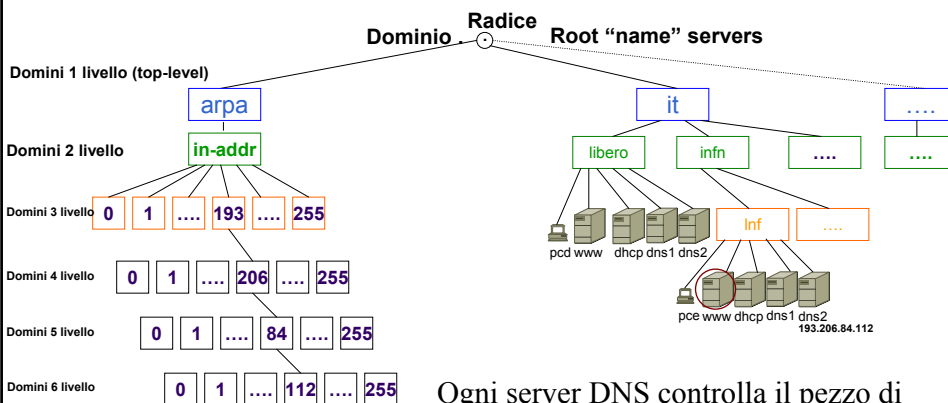 Radice
Dominio . Root “name” servers
Domini 1 livello (top-level)
arpa it ....
Domini 2 livello in-addr libero infn .... ....
Domini 3 livello 0 1 .... 193 .... 255 lnf ....
pcd www dhcp dns1 dns2
Domini 4 livello 0 1 .... 206 .... 255
pce www dhcp dns1 dns2
193.206.84.112
Domini 5 livello 0 1 .... 84 .... 255
Domini 6 livello 0 1 .... 112 .... 255
Ogni server DNS controlla il pezzo di